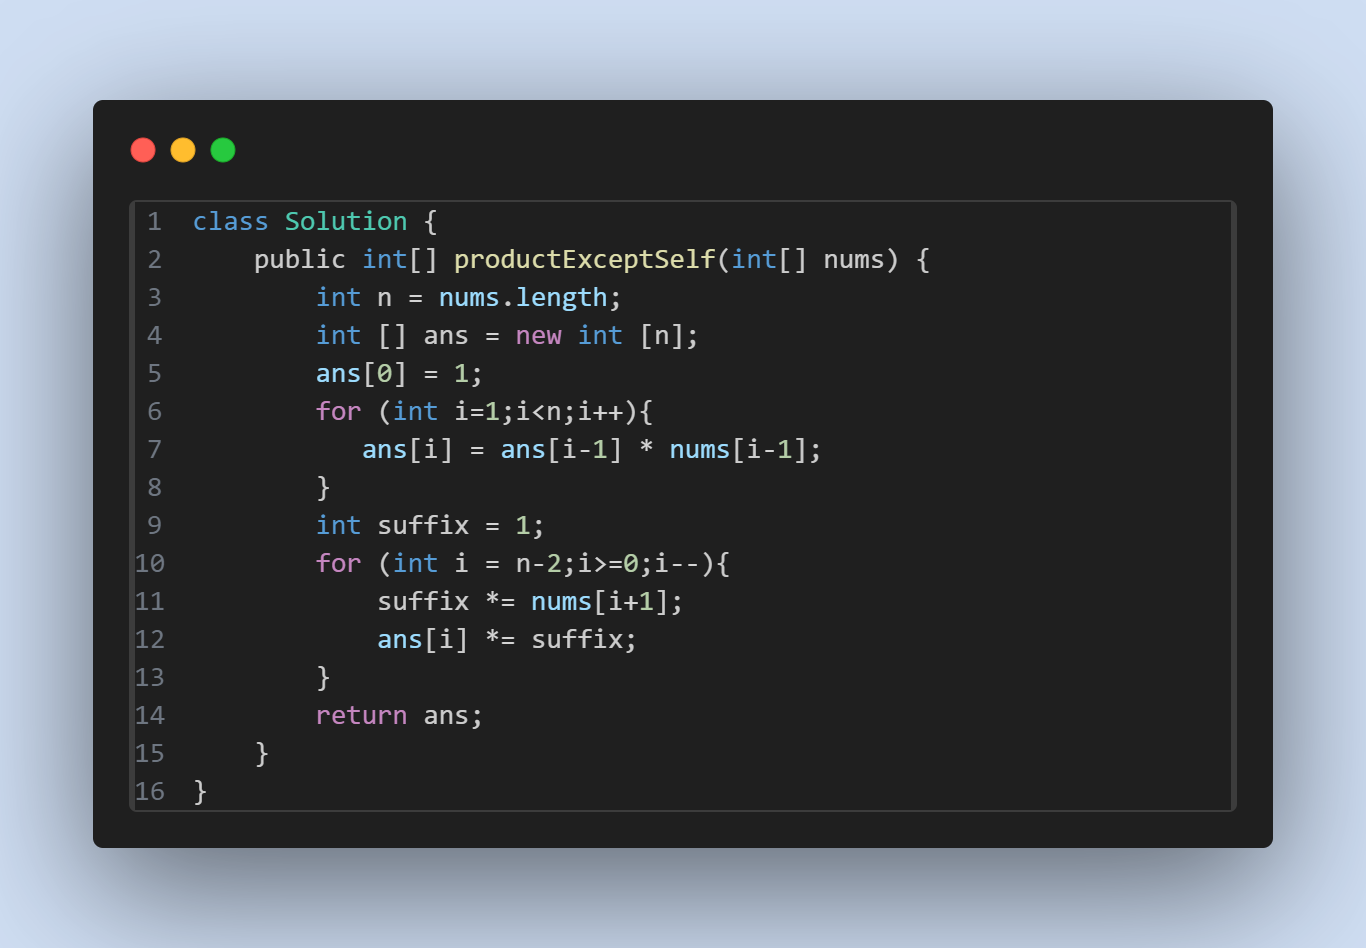 1 class Solution {
2     public int[] productExceptSelf(int[] nums) {
3         int n = nums.length;
4         int [] ans = new int [n];
5         ans[0] = 1;
6         for (int i=1;i<n;i++){
7            ans[i] = ans[i-1] * nums[i-1];
8         }
9         int suffix = 1;
10         for (int i = n-2;i>=0;i--){
11             suffix *= nums[i+1];
12             ans[i] *= suffix;
13         }
14         return ans;
15     }
16 }